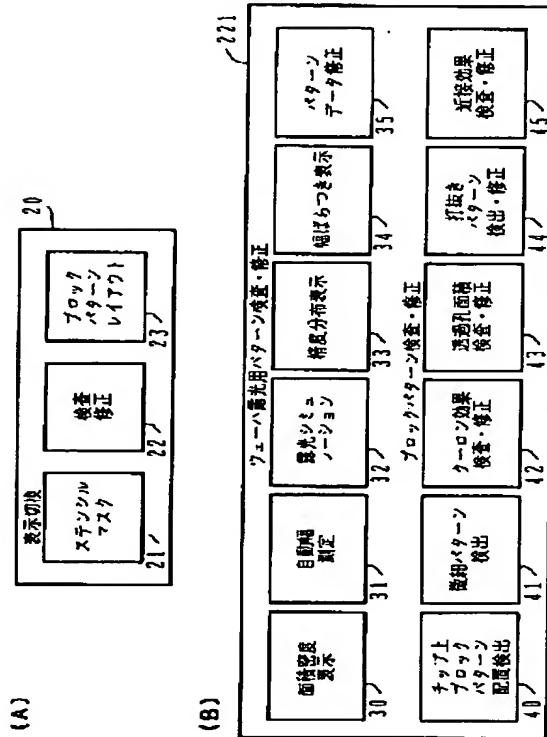 (A)
20
表示切換
ステンシル
マスク
21
検査
修正
22
ブロック
パターン
レイアウト
23
(B)
221
ウェーハ露光用パターン検査・修正
面積密度
表示
30
自動幅
測定
31
露光シミュ
レーション
32
精度分布表示
33
幅ばらつき表示
34
パターン
データ修正
35
ブロックパターン検査・修正
チップ上
ブロック
パターン
配置検出
40
微細パターン
検出
41
クーロン効果
検査・修正
42
透過孔面積
検査・修正
43
打抜き
パターン
検出・修正
44
近接効果
検査・修正
45